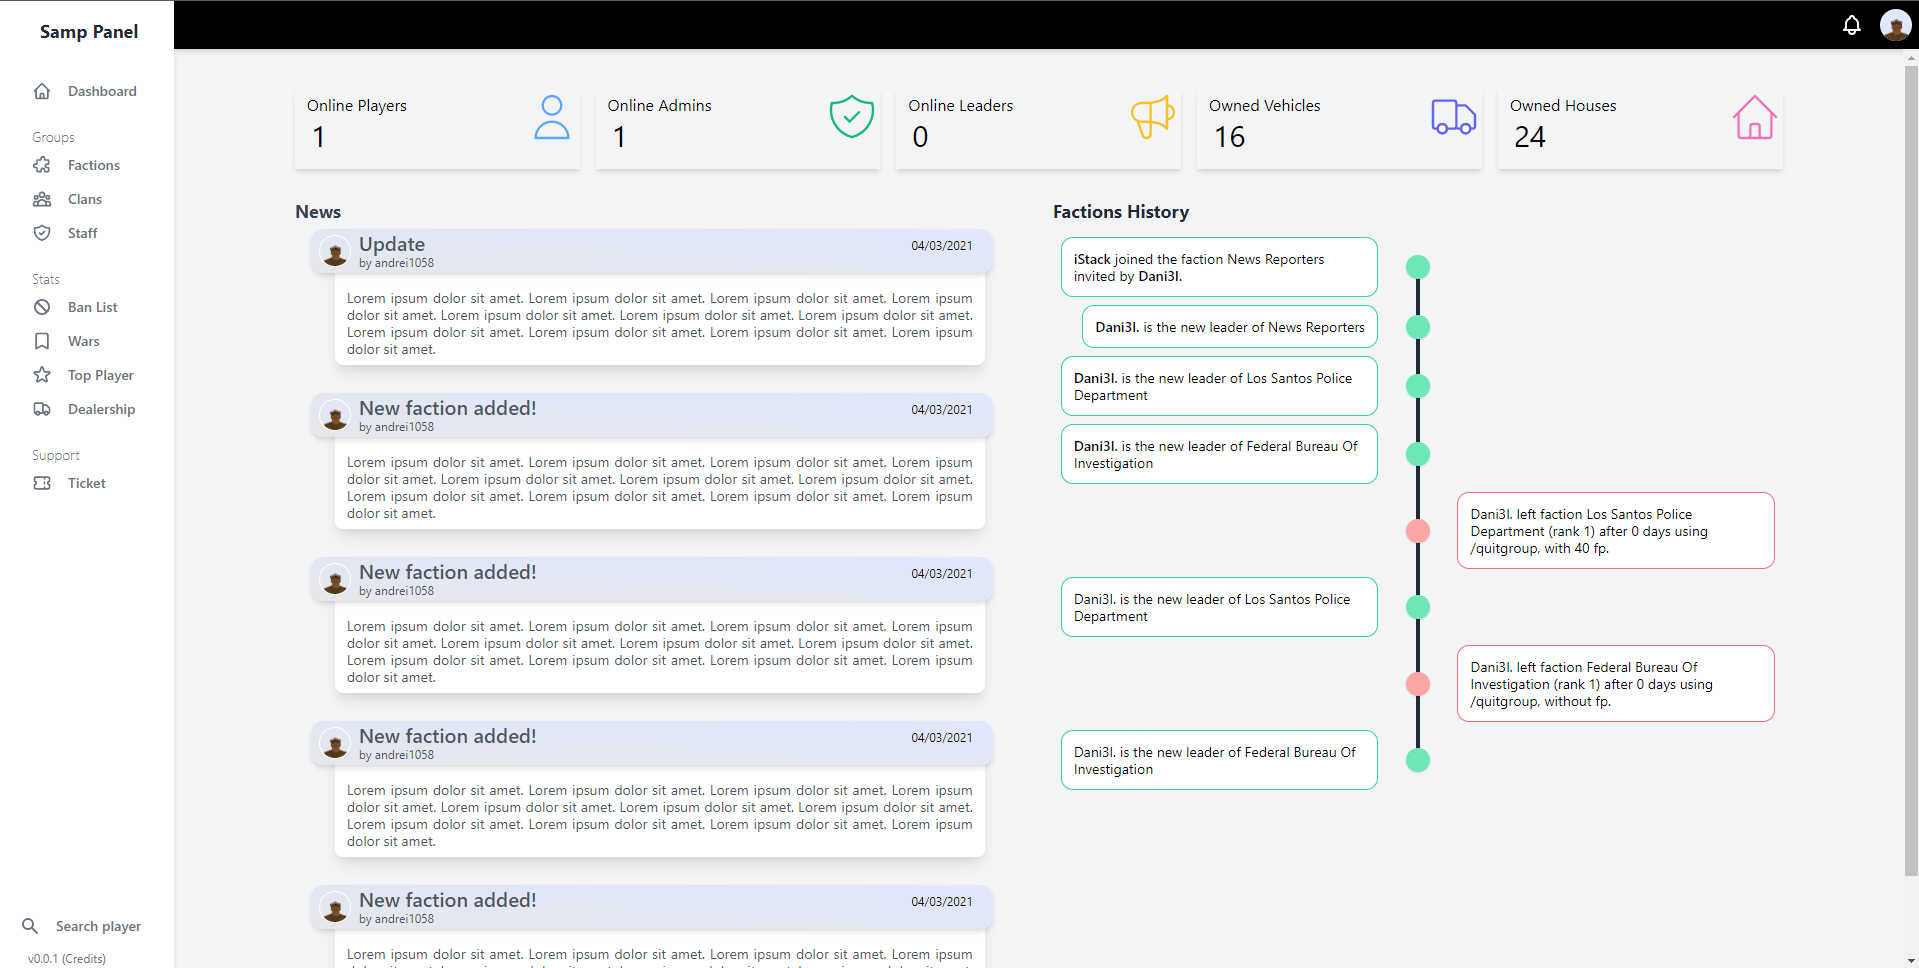 Samp Panel
Dashboard
Groups
Factions
Clans
Staff
Stats
Ban List
Wars
Top Player
Dealership
Support
Ticket
Search player
v0.0.1 (Credits)
Online Players
1
Online Admins
1
Online Leaders
0
Owned Vehicles
16
Owned Houses
24
News
Update
by andrei1058
04/03/2021
Lorem ipsum dolor sit amet. Lorem ipsum dolor sit amet. Lorem ipsum dolor sit amet. Lorem ipsum
dolor sit amet. Lorem ipsum dolor sit amet. Lorem ipsum dolor sit amet. Lorem ipsum dolor sit amet.
Lorem ipsum dolor sit amet. Lorem ipsum dolor sit amet. Lorem ipsum dolor sit amet. Lorem ipsum
dolor sit amet.
New faction added!
by andrei1058
04/03/2021
Lorem ipsum dolor sit amet. Lorem ipsum dolor sit amet. Lorem ipsum dolor sit amet. Lorem ipsum
dolor sit amet. Lorem ipsum dolor sit amet. Lorem ipsum dolor sit amet. Lorem ipsum dolor sit amet.
Lorem ipsum dolor sit amet. Lorem ipsum dolor sit amet. Lorem ipsum dolor sit amet. Lorem ipsum
dolor sit amet.
New faction added!
by andrei1058
04/03/2021
Lorem ipsum dolor sit amet. Lorem ipsum dolor sit amet. Lorem ipsum dolor sit amet. Lorem ipsum
dolor sit amet. Lorem ipsum dolor sit amet. Lorem ipsum dolor sit amet. Lorem ipsum dolor sit amet.
Lorem ipsum dolor sit amet. Lorem ipsum dolor sit amet. Lorem ipsum dolor sit amet. Lorem ipsum
dolor sit amet.
New faction added!
by andrei1058
04/03/2021
Lorem ipsum dolor sit amet. Lorem ipsum dolor sit amet. Lorem ipsum dolor sit amet. Lorem ipsum
dolor sit amet. Lorem ipsum dolor sit amet. Lorem ipsum dolor sit amet. Lorem ipsum dolor sit amet.
Lorem ipsum dolor sit amet. Lorem ipsum dolor sit amet. Lorem ipsum dolor sit amet. Lorem ipsum
dolor sit amet.
New faction added!
by andrei1058
04/03/2021
Lorem ipsum dolor sit amet. Lorem ipsum dolor sit amet. Lorem ipsum dolor sit amet. Lorem ipsum
Factions History
iStack joined the faction News Reporters
invited by Dani3l.
Dani3l. is the new leader of News Reporters
Dani3l. is the new leader of Los Santos Police
Department
Dani3l. is the new leader of Federal Bureau Of
Investigation
Dani3l. left faction Los Santos Police
Department (rank 1) after 0 days using
/quitgroup, with 40 fp.
Dani3l. is the new leader of Los Santos Police
Department
Dani3l. left faction Federal Bureau Of
Investigation (rank 1) after 0 days using
/quitgroup, without fp.
Dani3l. is the new leader of Federal Bureau Of
Investigation